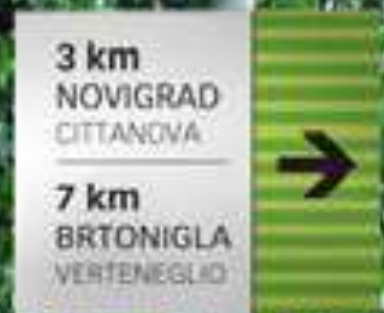 3 km
NOVIGRAD
CITTANOVA
7 km
BRTONIGLA
VERTENEGLIO